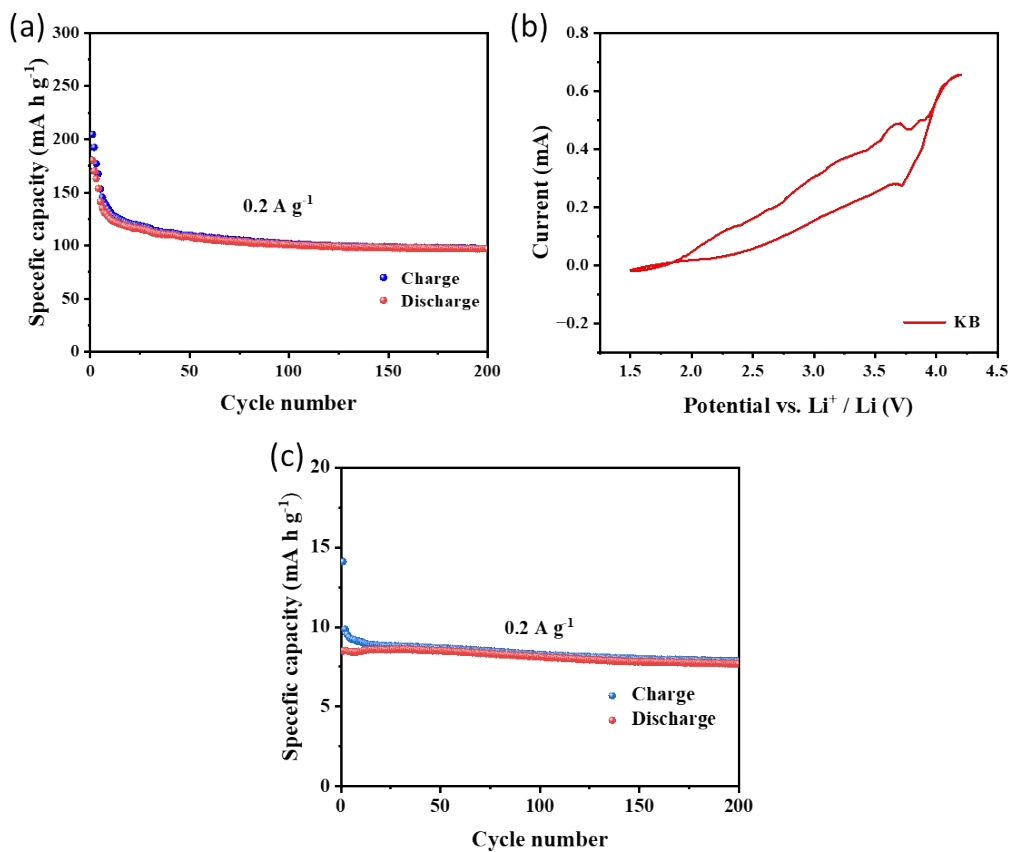 (a)
300
250
200
150
100
50
0
Specefic capacity (mA h g⁻¹)
0.2 A g⁻¹
Charge
Discharge
0 50 100 150 200
Cycle number
(b)
0.8
0.6
0.4
0.2
0.0
−0.2
Current (mA)
KB
1.5 2.0 2.5 3.0 3.5 4.0 4.5
Potential vs. Li⁺ / Li (V)
(c)
20
15
10
5
0
Specefic capacity (mA h g⁻¹)
0.2 A g⁻¹
Charge
Discharge
0 50 100 150 200
Cycle number